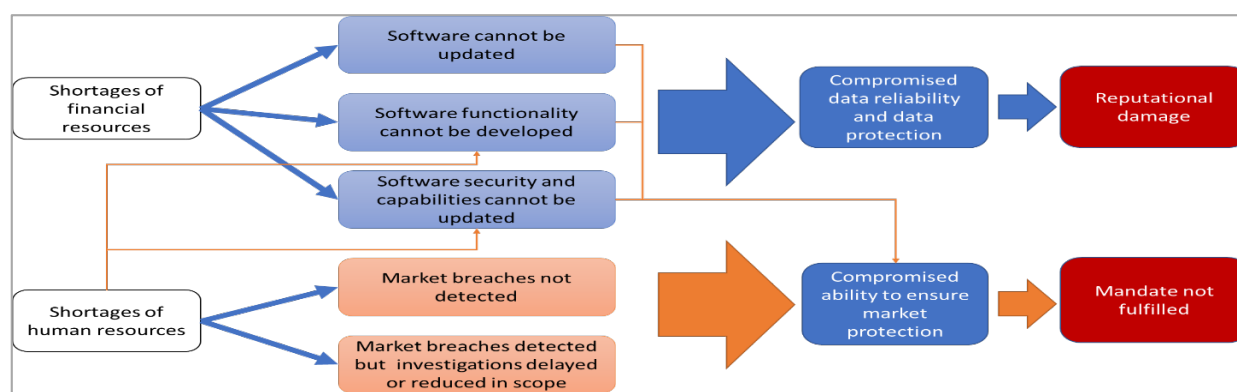 Shortages of
financial
resources
Software cannot be
updated
Software functionality
cannot be developed
Software security and
capabilities cannot be
updated
Compromised
data reliability
and data
protection
Reputational
damage
Shortages of
human resources
Market breaches not
detected
Market breaches detected
but investigations delayed
or reduced in scope
Compromised
ability to ensure
market
protection
Mandate not
fulfilled